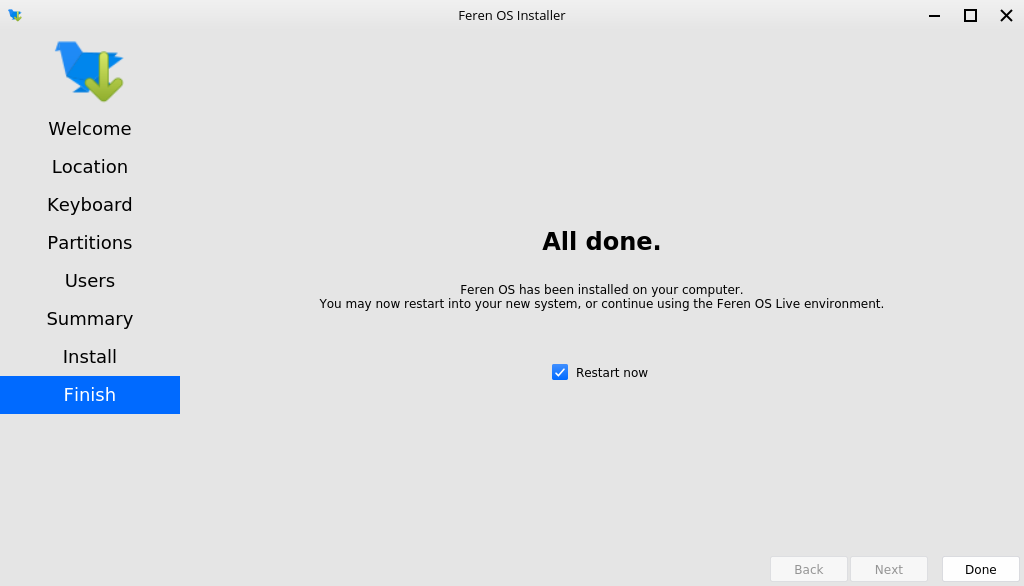 Feren OS Installer
Welcome
Location
Keyboard
Partitions
Users
Summary
Install
Finish
All done.
Feren OS has been installed on your computer.
You may now restart into your new system, or continue using the Feren OS Live environment.
Restart now
Back
Next
Done